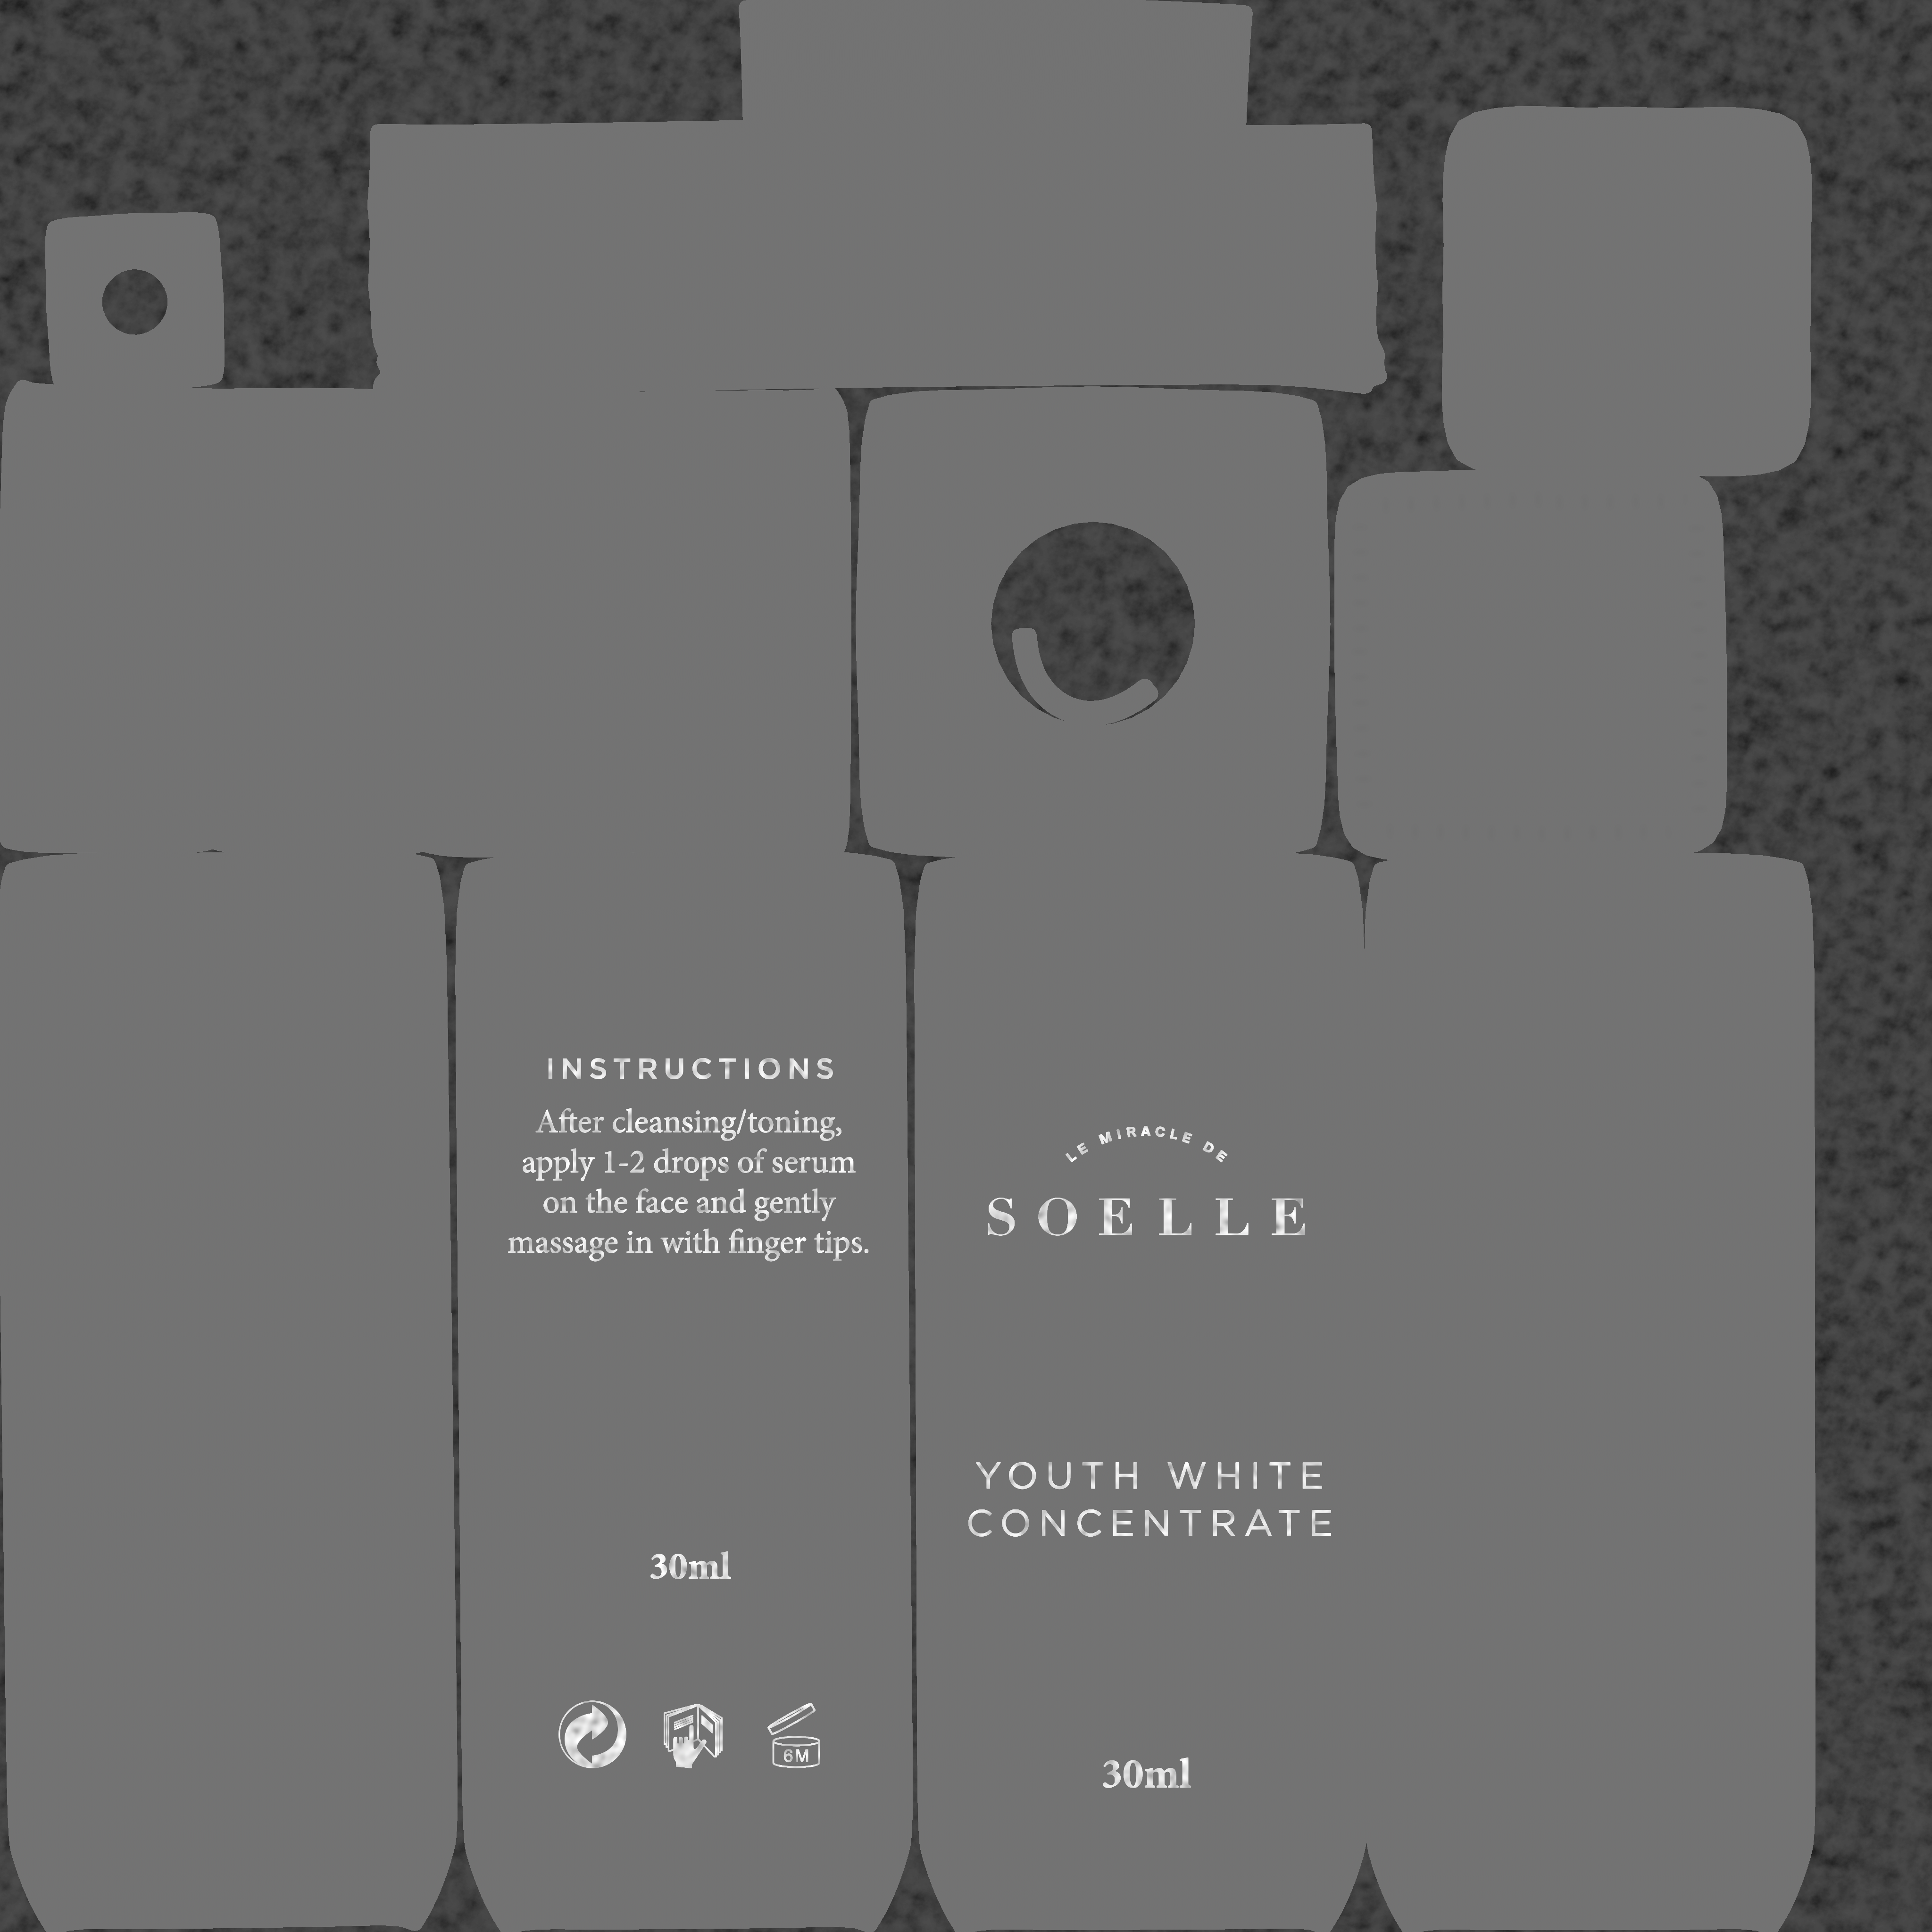 INSTRUCTIONS
After cleansing/toning,
apply 1-2 drops of serum
on the face and gently
massage in with finger tips.
30ml
6M
LE MIRACLE DE
SOELLE
YOUTH WHITE
CONCENTRATE
30ml